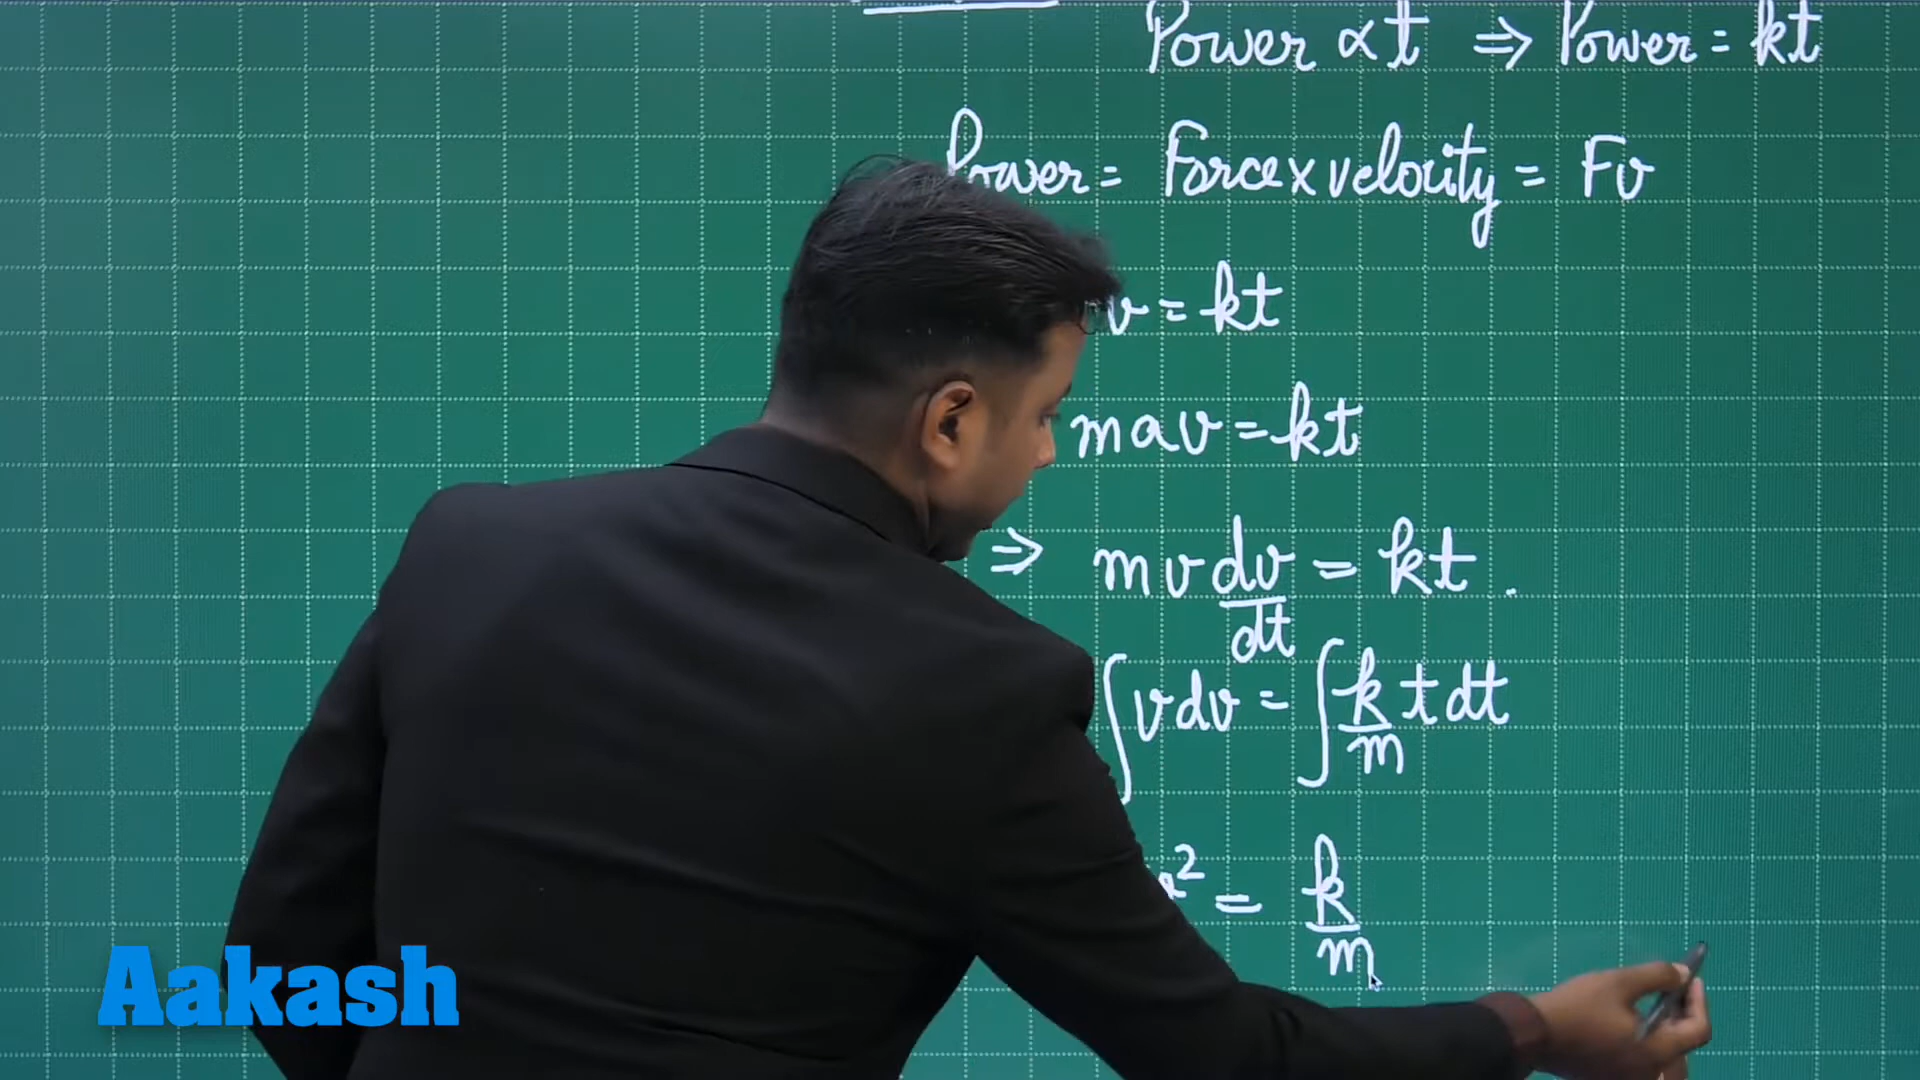 Power ∝ t ⇒ Power = kt
Power = Force x velocity = Fv
v = kt
mav = kt
⇒ mv dv/dt = kt .
∫ v dv = ∫ k/m t dt
² = k/m
Aakash